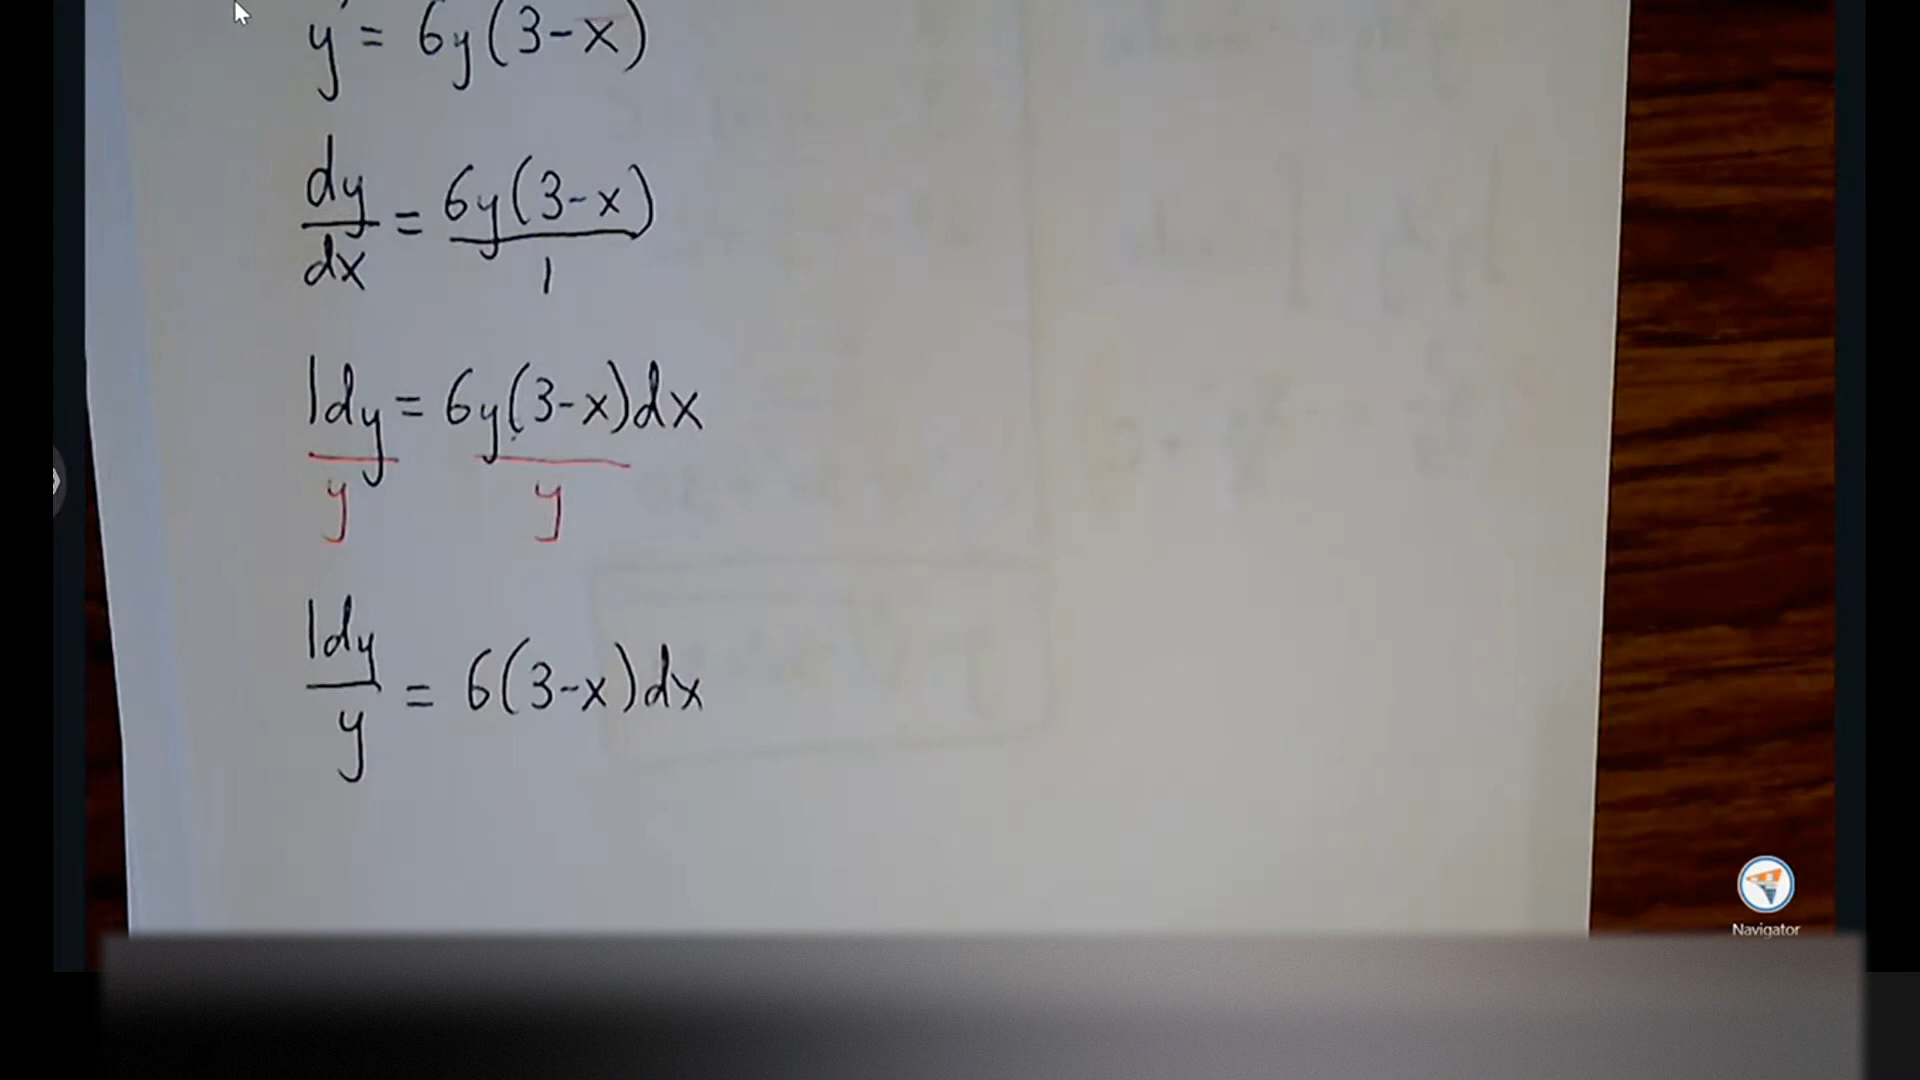 y' = 6y(3-x)
dy/dx = 6y(3-x)/1
1dy/y = 6y(3-x)dx/y
1dy/y = 6(3-x)dx
Navigator